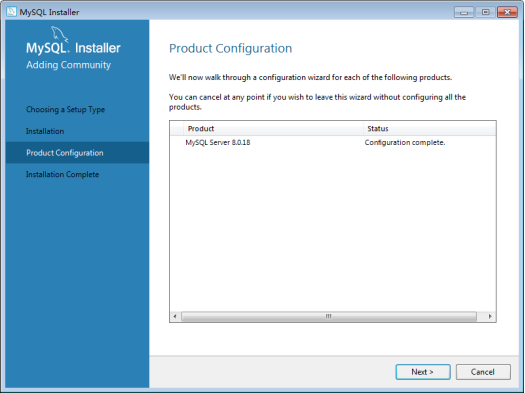 MySQL Installer
MySQL. Installer
Adding Community
Choosing a Setup Type
Installation
Product Configuration
Installation Complete
Product Configuration
We'll now walk through a configuration wizard for each of the following products.
You can cancel at any point if you wish to leave this wizard without configuring all the
products.
Product Status
MySQL Server 8.0.18 Configuration complete.
Next > Cancel